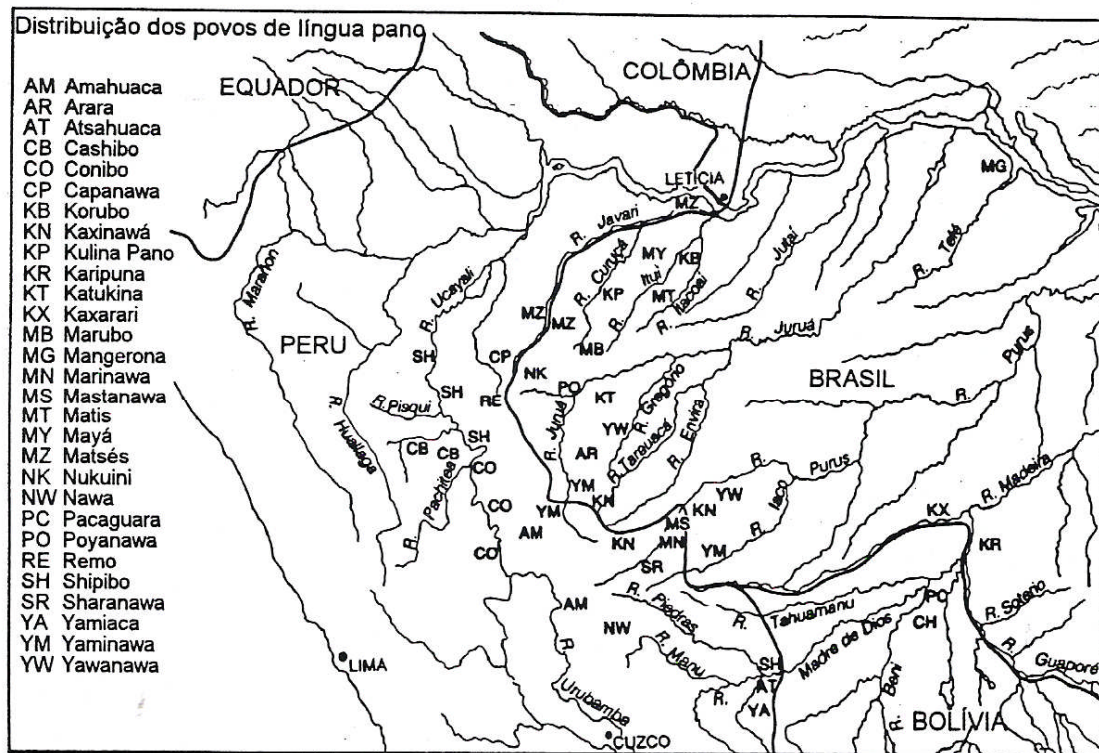 Distribuição dos povos de língua pano
AM Amahuaca
AR Arara
AT Atsahuaca
CB Cashibo
CO Conibo
CP Capanawa
KB Korubo
KN Kaxinawá
KP Kulina Pano
KR Karipuna
KT Katukina
KX Kaxarari
MB Marubo
MG Mangerona
MN Marinawa
MS Mastanawa
MT Matis
MY Mayá
MZ Matsés
NK Nukuini
NW Nawa
PC Pacaguara
PO Poyanawa
RE Remo
SH Shipibo
SR Sharanawa
YA Yamiaca
YM Yaminawa
YW Yawanawa
EQUADOR
COLÔMBIA
LETÍCIA
MZ
MG
R. Javari
MY
KB
R. Curuçá
R. Ituí
R. Itacoai
KP
MT
R. Jutaí
R. Tefé
R. Marañon
R. Ucayali
MZ
MZ
MB
R. Juruá
PERU
SH
CP
NK
PO
KT
R. Gregório
BRASIL
R. Purus
SH
RE
R. Pisqui
R. Juruá
YW
R. Tarauacá
R. Envira
R. Huallaga
SH
CB
CB
CO
AR
R. Pachitea
YM
KN
R. Purus
YW
KN
R. Iaco
R. Madeira
CO
YM
AM
MS
KX
KN
MN
YM
KR
CO
SR
AM
R. Piedras
R. Tahuamanu
PC
R. Soterio
NW
R. Manu
Madre de Dios
CH
R. Guaporé
LIMA
SH
AT
R.
YA
R. Beni
R. Urubamba
BOLÍVIA
CUZCO